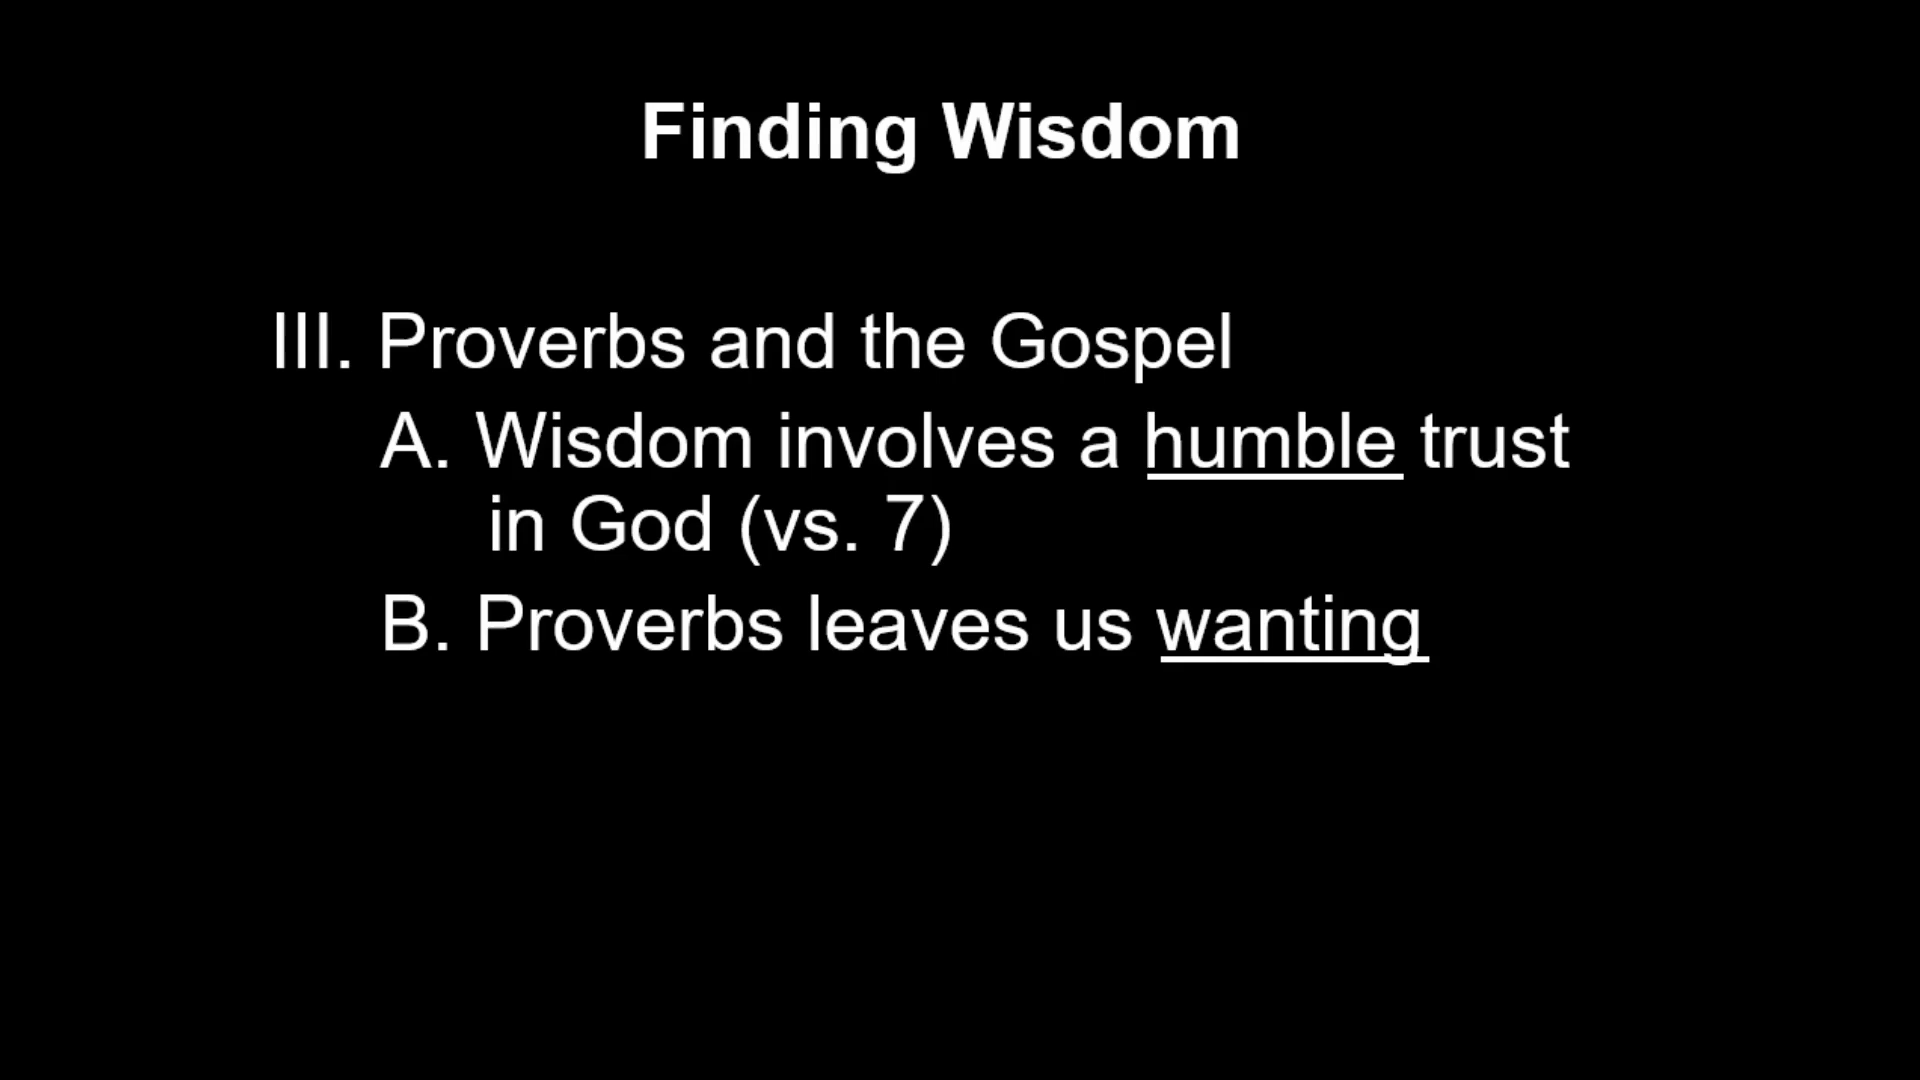 Finding Wisdom
III. Proverbs and the Gospel
A. Wisdom involves a humble trust
in God (vs. 7)
B. Proverbs leaves us wanting